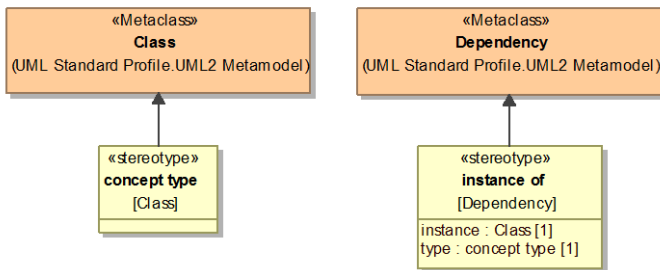 «Metaclass»
Class
(UML Standard Profile.UML2 Metamodel)
«stereotype»
concept type
[Class]
«Metaclass»
Dependency
(UML Standard Profile.UML2 Metamodel)
«stereotype»
instance of
[Dependency]
instance : Class [1]
type : concept type [1]